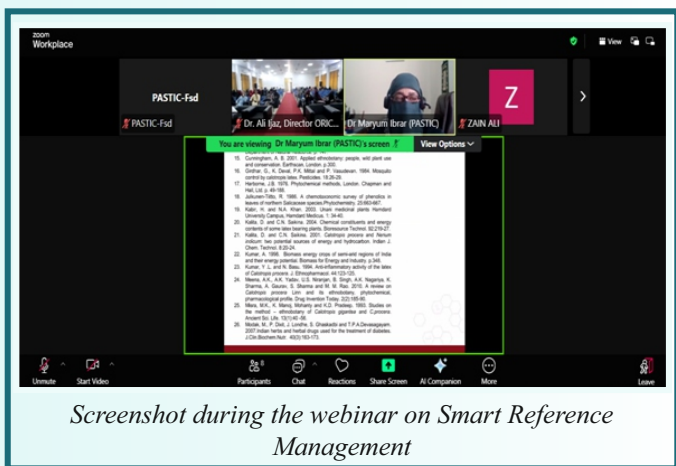 zoom
Workplace
View
PASTIC-Fsd
PASTIC-Fsd
Dr. Ali Ijaz, Director ORIC...
Dr Maryum Ibrar (PASTIC)
Z
ZAIN ALI
You are viewing Dr Maryum Ibrar (PASTIC)'s screen
View Options
15. Cunningham, A. B. 2001. Applied ethnobotany: people, wild plant use
and conservation. Earthscan, London. p.300.
16. Girdhar, G., K. Deval, P.K. Mittal and P. Vasudevan. 1984. Mosquito
control by calotropis latex. Pesticides. 18:26-29.
17. Harborne, J.B. 1976. Phytochemical methods, London. Chapman and
Hall, Ltd. p. 49-188.
18. Julkunen-Titto, R. 1986. A chemotaxonomic survey of phenolics in
leaves of northern Salicaceae species.Phytochemistry. 25:663-667.
19. Kabir, H. and N.A. Khan. 2003. Unani medicinal plants Hamdard
University Campus, Hamdard Medicus, 1: 34-40.
20. Kalita, D. and C.N. Saikina. 2004. Chemical constituents and energy
contents of some latex bearing plants. Bioresource Technol. 92:219-27.
21. Kalita, D. and C.N. Saikina. 2001. Calotropis procera and Nerium
indicum: two potential sources of energy and hydrocarbon. Indian J.
Chem. Technol. 8:20-24.
22. Kumar, A. 1998. Biomass energy crops of semi-arid regions of India
and their energy potential. Biomass for Energy and Industry. p.345.
23. Kumar, Y. L. and N. Basu. 1994. Anti-inflammatory activity of the latex
of Calotropis procera. J. Ethnopharmacol. 44:123-125.
24. Meena, A.K., A.K. Yadav, U.S. Niranjan, B. Singh, A.K. Nagariya, K.
Sharma, A. Gaurav, S. Sharma and M. M. Rao. 2010. A review on
Calotropis procera Linn and its ethnobotany, phytochemical,
pharmacological profile. Drug Invention Today. 2(2):185-90.
25. Misra, M.K., K. Manoj, Mohanty and K.D. Pradeep. 1993. Studies on
the method – ethnobotany of Calotropis gigantea and C.procera.
Ancient Sci. Life. 13(1):40 -56.
26. Modak, M., P. Dixit, J. Londhe, S. Ghaskadbi and T.P.A.Devasagayam.
2007.Indian herbs and herbal drugs used for the treatment of diabetes.
J.Clin.Biochem.Nutr. 40(3):163-173.
Unmute
Start Video
8
Participants
Chat
Reactions
Share Screen
AI Companion
More
Leave
Screenshot during the webinar on Smart Reference
Management